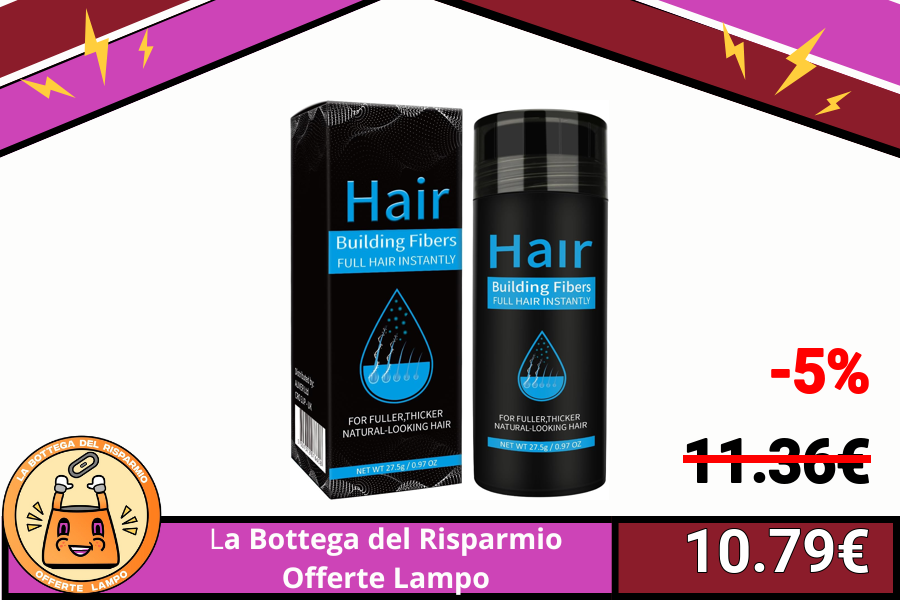 Hair
Building Fibers
FULL HAIR INSTANTLY
FOR FULLER,THICKER
NATURAL-LOOKING HAIR
NET WT 27.5g / 0.97 OZ
Hair
Building Fibers
FULL HAIR INSTANTLY
FOR FULLER,THICKER
NATURAL-LOOKING HAIR
NET WT 27.5g / 0.97 OZ
-5%
11.36€
10.79€
La Bottega del Risparmio
Offerte Lampo
LA BOTTEGA DEL RISPARMIO
OFFERTE LAMPO